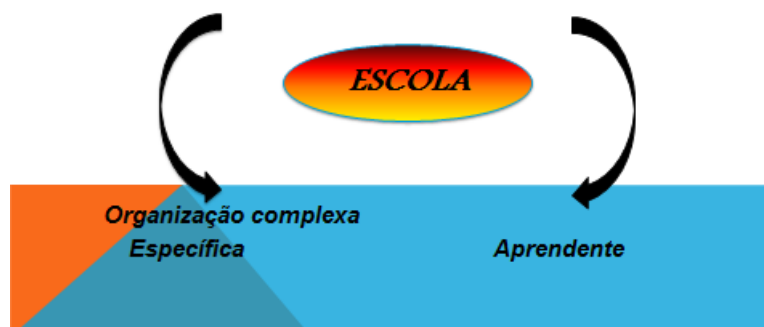 ESCOLA
Organização complexa
Específica
Aprendente